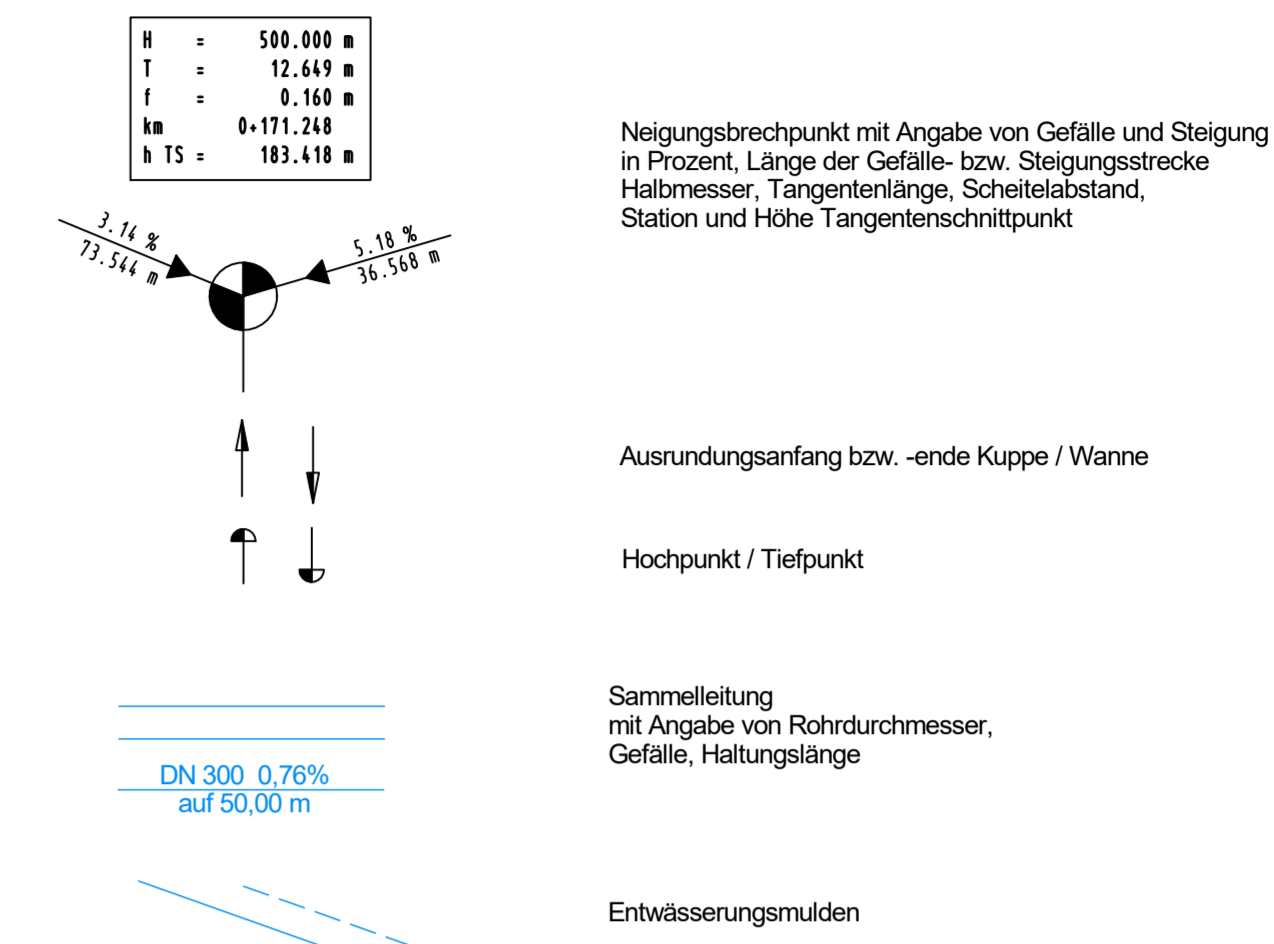 H = 500.000 m
T = 12.649 m
f = 0.160 m
km 0+171.248
h TS = 183.418 m
3.14 %
73.544 m
5.18 %
36.568 m
Neigungsbrechpunkt mit Angabe von Gefälle und Steigung
in Prozent, Länge der Gefälle- bzw. Steigungsstrecke
Halbmesser, Tangentenlänge, Scheitelabstand,
Station und Höhe Tangentenschnittpunkt
Ausrundungsanfang bzw. -ende Kuppe / Wanne
Hochpunkt / Tiefpunkt
Sammelleitung
mit Angabe von Rohrdurchmesser,
Gefälle, Haltungslänge
DN 300 0,76%
auf 50,00 m
Entwässerungsmulden